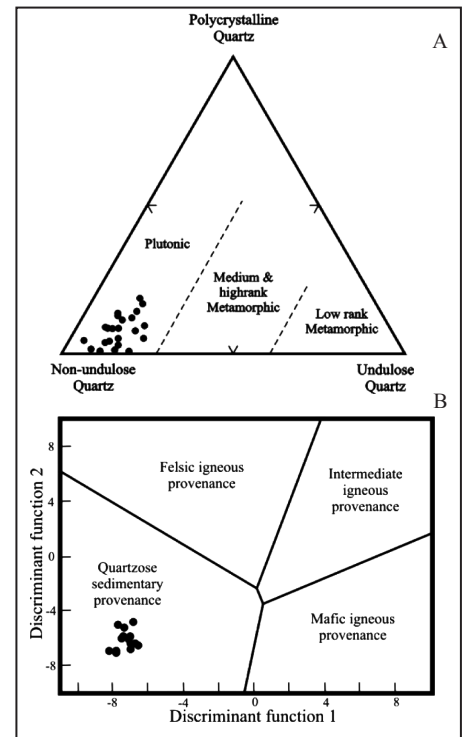 Polycrystalline
Quartz
A
Plutonic
Medium &
highrank
Metamorphic
Low rank
Metamorphic
Non-undulose
Quartz
Undulose
Quartz
B
8
4
0
-4
-8
Discriminant function 2
Felsic igneous
provenance
Intermediate
igneous
provenance
Quartzose
sedimentary
provenance
Mafic igneous
provenance
-8
-4
0
4
8
Discriminant function 1